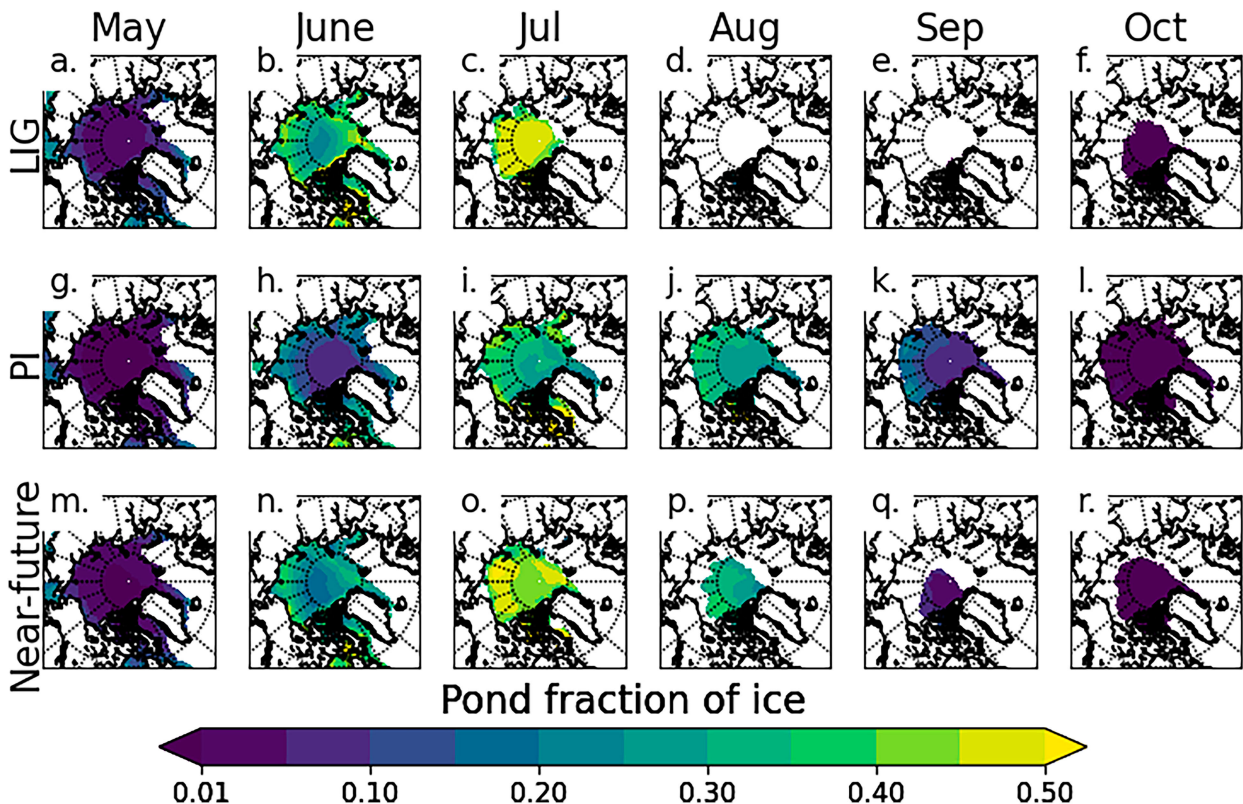 May June Jul Aug Sep Oct
LIG
a. b. c. d. e. f.
PI
g. h. i. j. k. l.
Near-future
m. n. o. p. q. r.
Pond fraction of ice
0.01 0.10 0.20 0.30 0.40 0.50